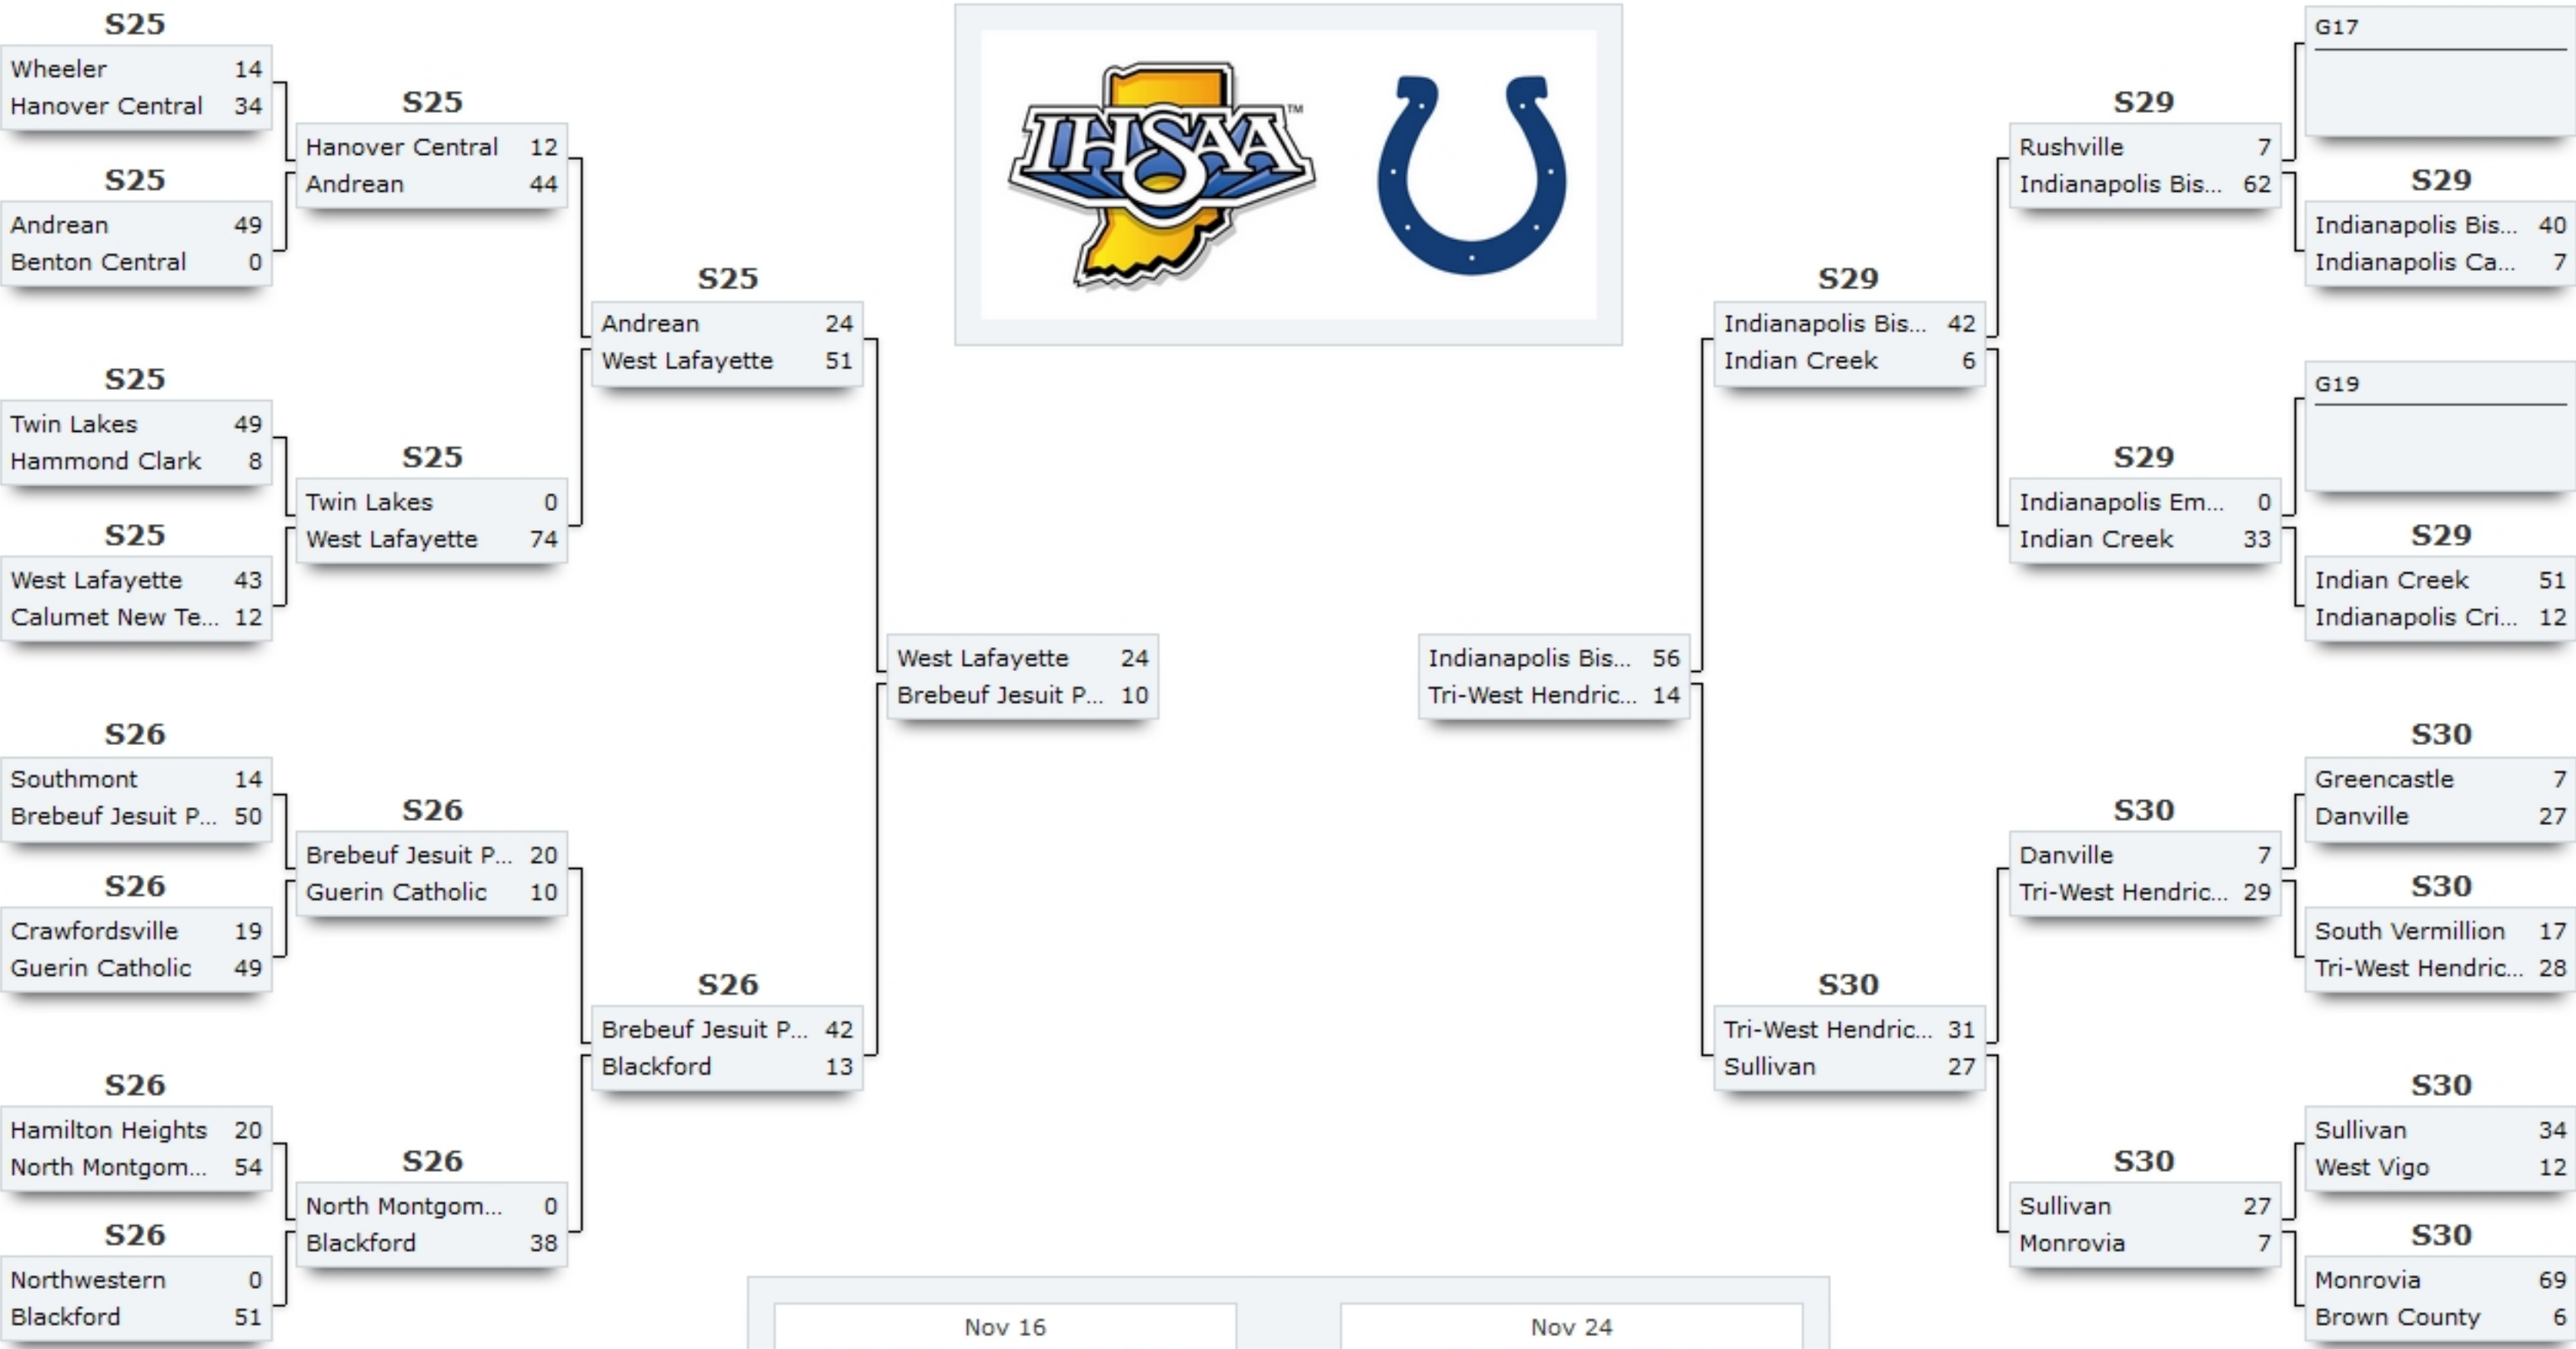 S25
Wheeler 14
Hanover Central 34
S25
Andrean 49
Benton Central 0
S25
Twin Lakes 49
Hammond Clark 8
S25
West Lafayette 43
Calumet New Te... 12
S26
Southmont 14
Brebeuf Jesuit P... 50
S26
Crawfordsville 19
Guerin Catholic 49
S26
Hamilton Heights 20
North Montgom... 54
S26
Northwestern 0
Blackford 51
S25
Hanover Central 12
Andrean 44
S25
Twin Lakes 0
West Lafayette 74
S26
Brebeuf Jesuit P... 20
Guerin Catholic 10
S26
North Montgom... 0
Blackford 38
S25
Andrean 24
West Lafayette 51
S26
Brebeuf Jesuit P... 42
Blackford 13
West Lafayette 24
Brebeuf Jesuit P... 10
IHSAA™
Indianapolis Bis... 56
Tri-West Hendric... 14
S29
Indianapolis Bis... 42
Indian Creek 6
S30
Tri-West Hendric... 31
Sullivan 27
S29
Rushville 7
Indianapolis Bis... 62
S29
Indianapolis Em... 0
Indian Creek 33
S30
Danville 7
Tri-West Hendric... 29
S30
Sullivan 27
Monrovia 7
G17
S29
Indianapolis Bis... 40
Indianapolis Ca... 7
G19
S29
Indian Creek 51
Indianapolis Cri... 12
S30
Greencastle 7
Danville 27
S30
South Vermillion 17
Tri-West Hendric... 28
S30
Sullivan 34
West Vigo 12
S30
Monrovia 69
Brown County 6
Nov 16
Nov 24